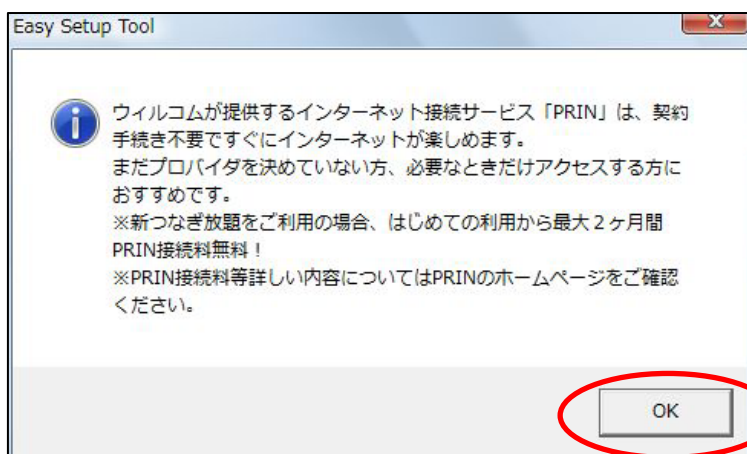 Easy Setup Tool
ウィルコムが提供するインターネット接続サービス「PRIN」は、契約
手続き不要ですぐにインターネットが楽しめます。
まだプロバイダを決めていない方、必要なときだけアクセスする方に
おすすめです。
※新つなぎ放題をご利用の場合、はじめての利用から最大２ヶ月間
PRIN接続料無料！
※PRIN接続料等詳しい内容についてはPRINのホームページをご確認
ください。
OK